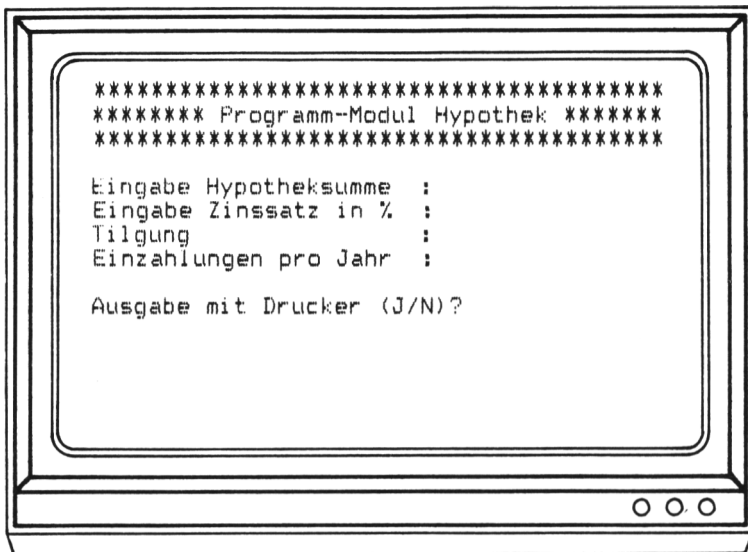 ****************************************
******** Programm-Modul Hypothek *******
****************************************
Eingabe Hypotheksumme  :
Eingabe Zinssatz in %  :
Tilgung                :
Einzahlungen pro Jahr  :
Ausgabe mit Drucker (J/N)?